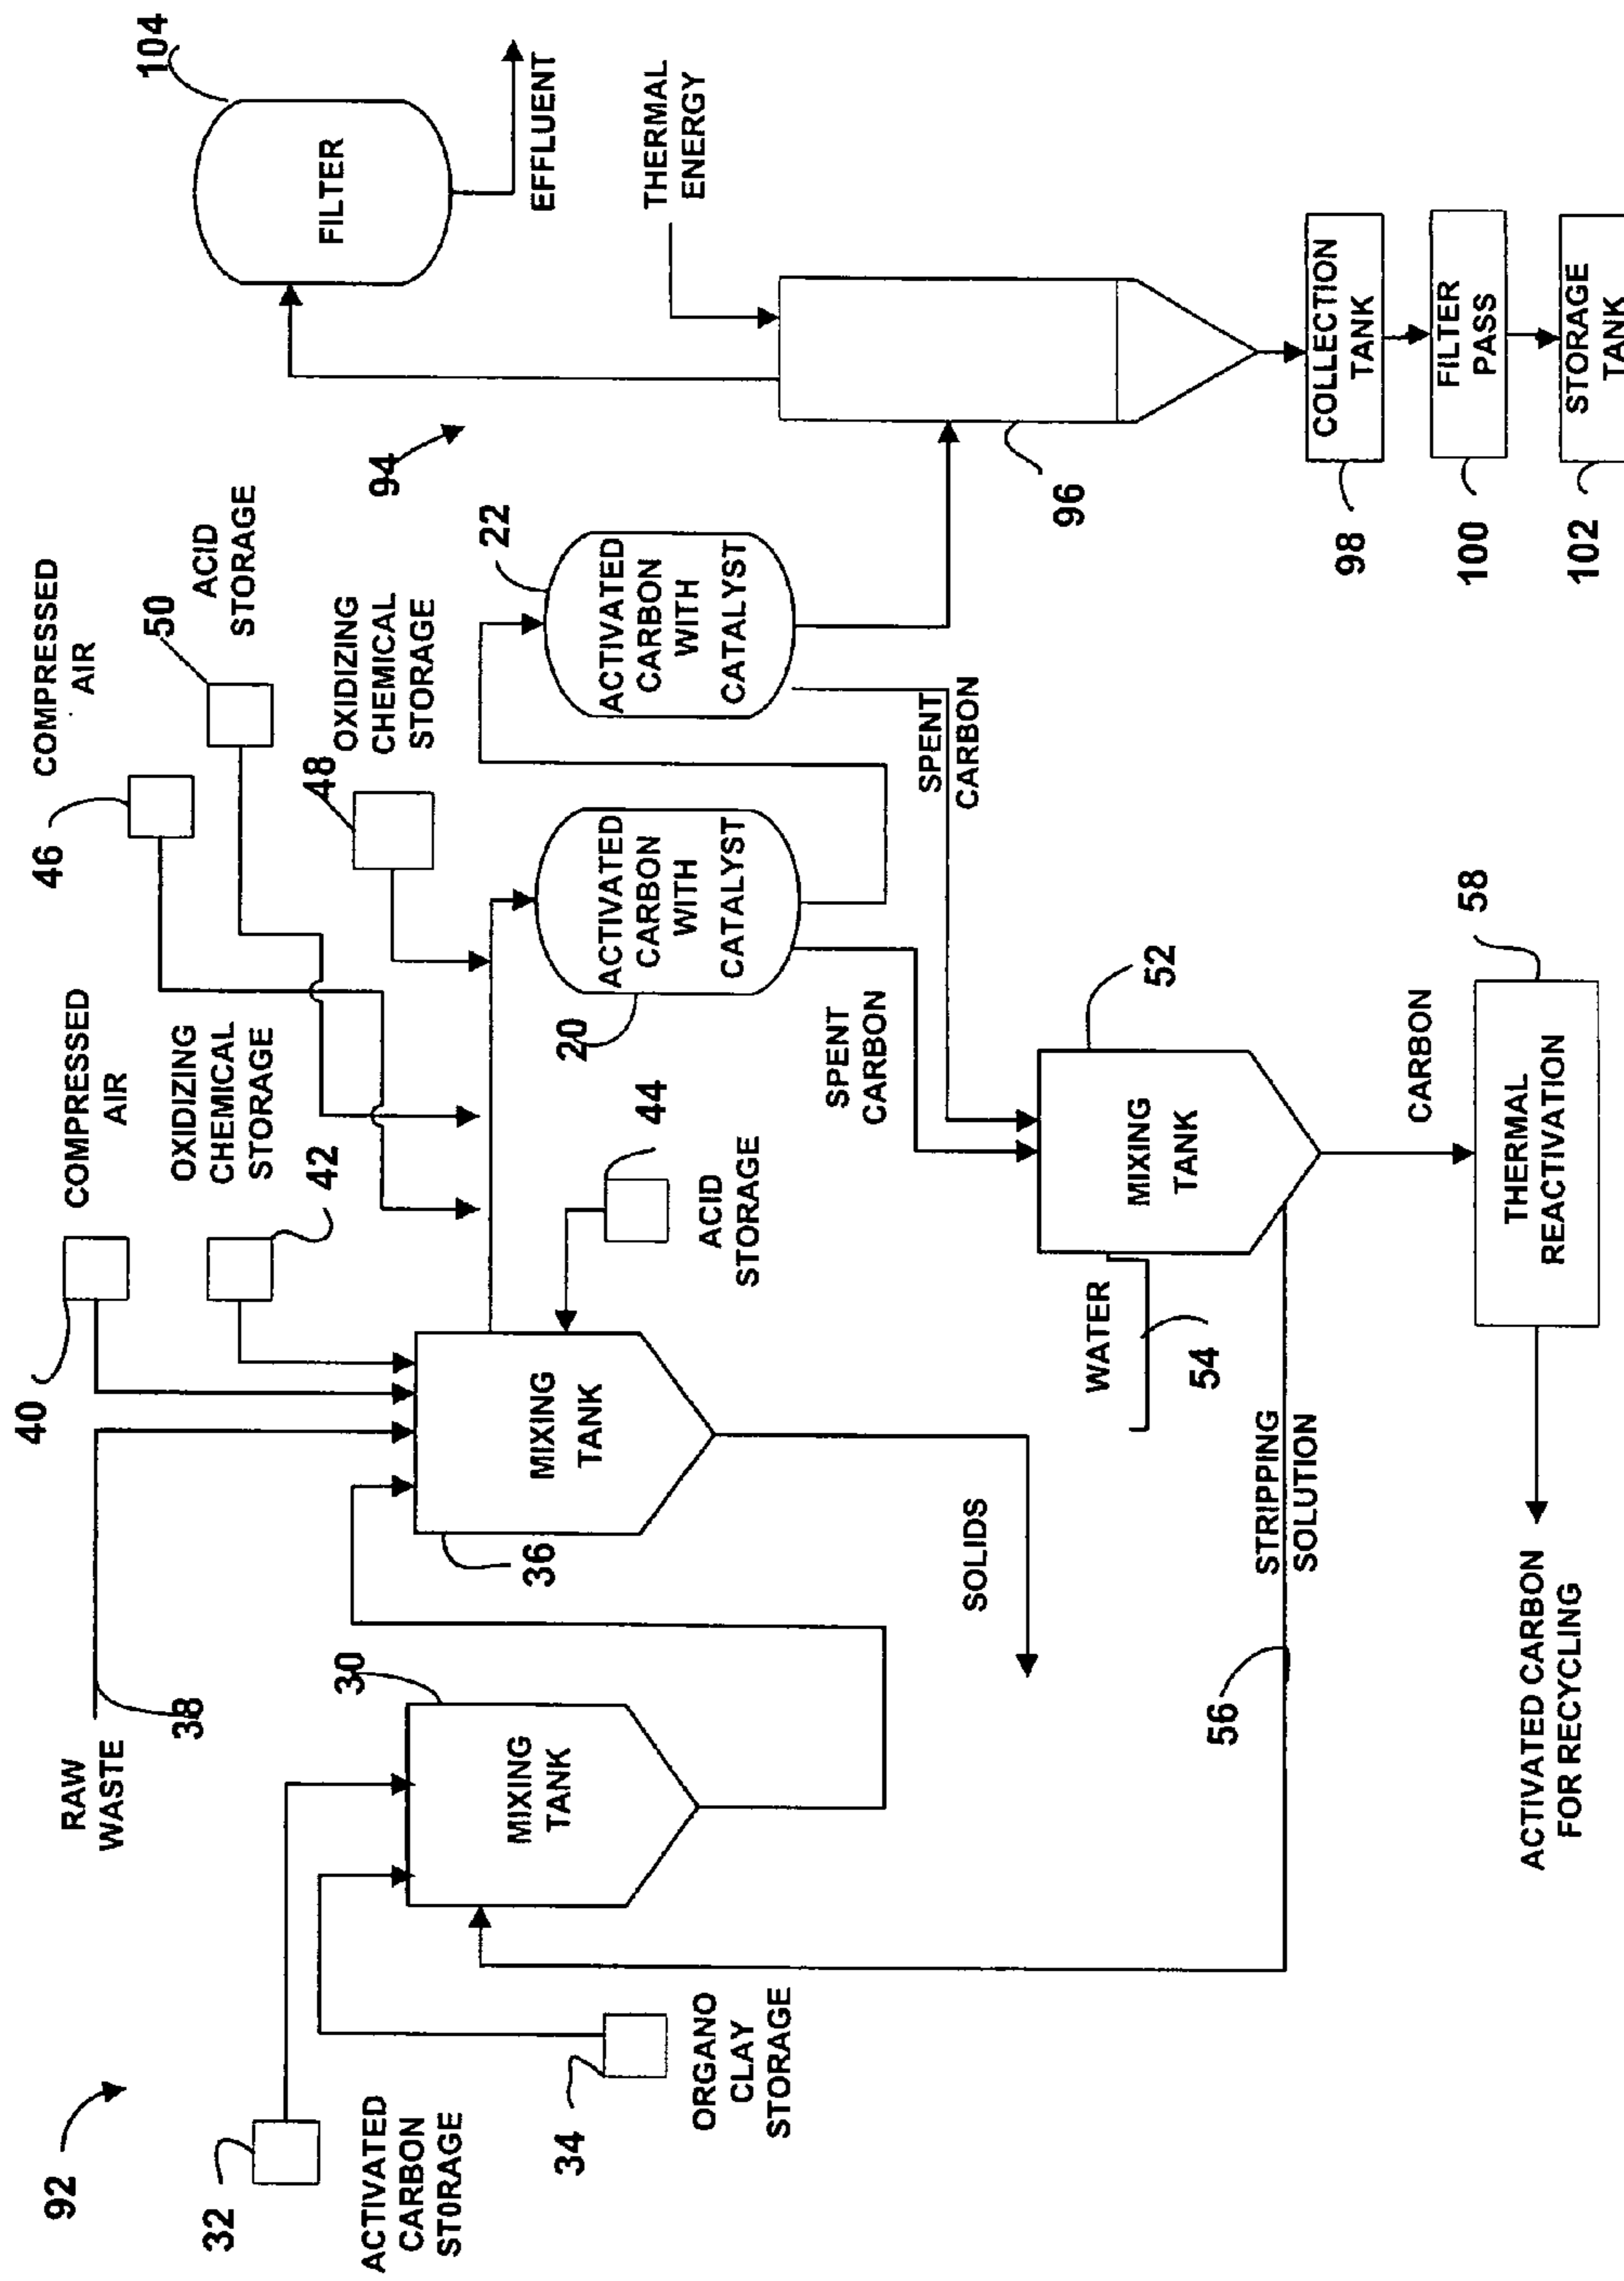 92
32
ACTIVATED
CARBON
ST0RAGE
34
ORGANO
CLAY
STORAGE
RAW
WASTE
38
30
MIXING
TANK
40
COMPRESSED
AIR
OXIDIZING
CHEMICAL
STORAGE
42
36
MIXING
TANK
44
ACID
STORAGE
SOLIDS
46
COMPRESSED
AIR
50
ACID
STORAGE
48
OXIDIZING
CHEMICAL
STORAGE
20
ACTIVATED
CARBON
WITH
CATALYST
22
ACTIVATED
CARBON
WITH
CATALYST
SPENT
CARBON
SPENT
CARBON
52
MIXING
TANK
WATER
54
STRIPPING
SOLUTION
56
CARBON
58
THERMAL
REACTIVATION
ACTIVATED CARBON
FOR RECYCLING
94
104
FILTER
EFFLUENT
THERMAL
ENERGY
96
COLLECTION
TANK
98
FILTER
PASS
100
STORAGE
TANK
102